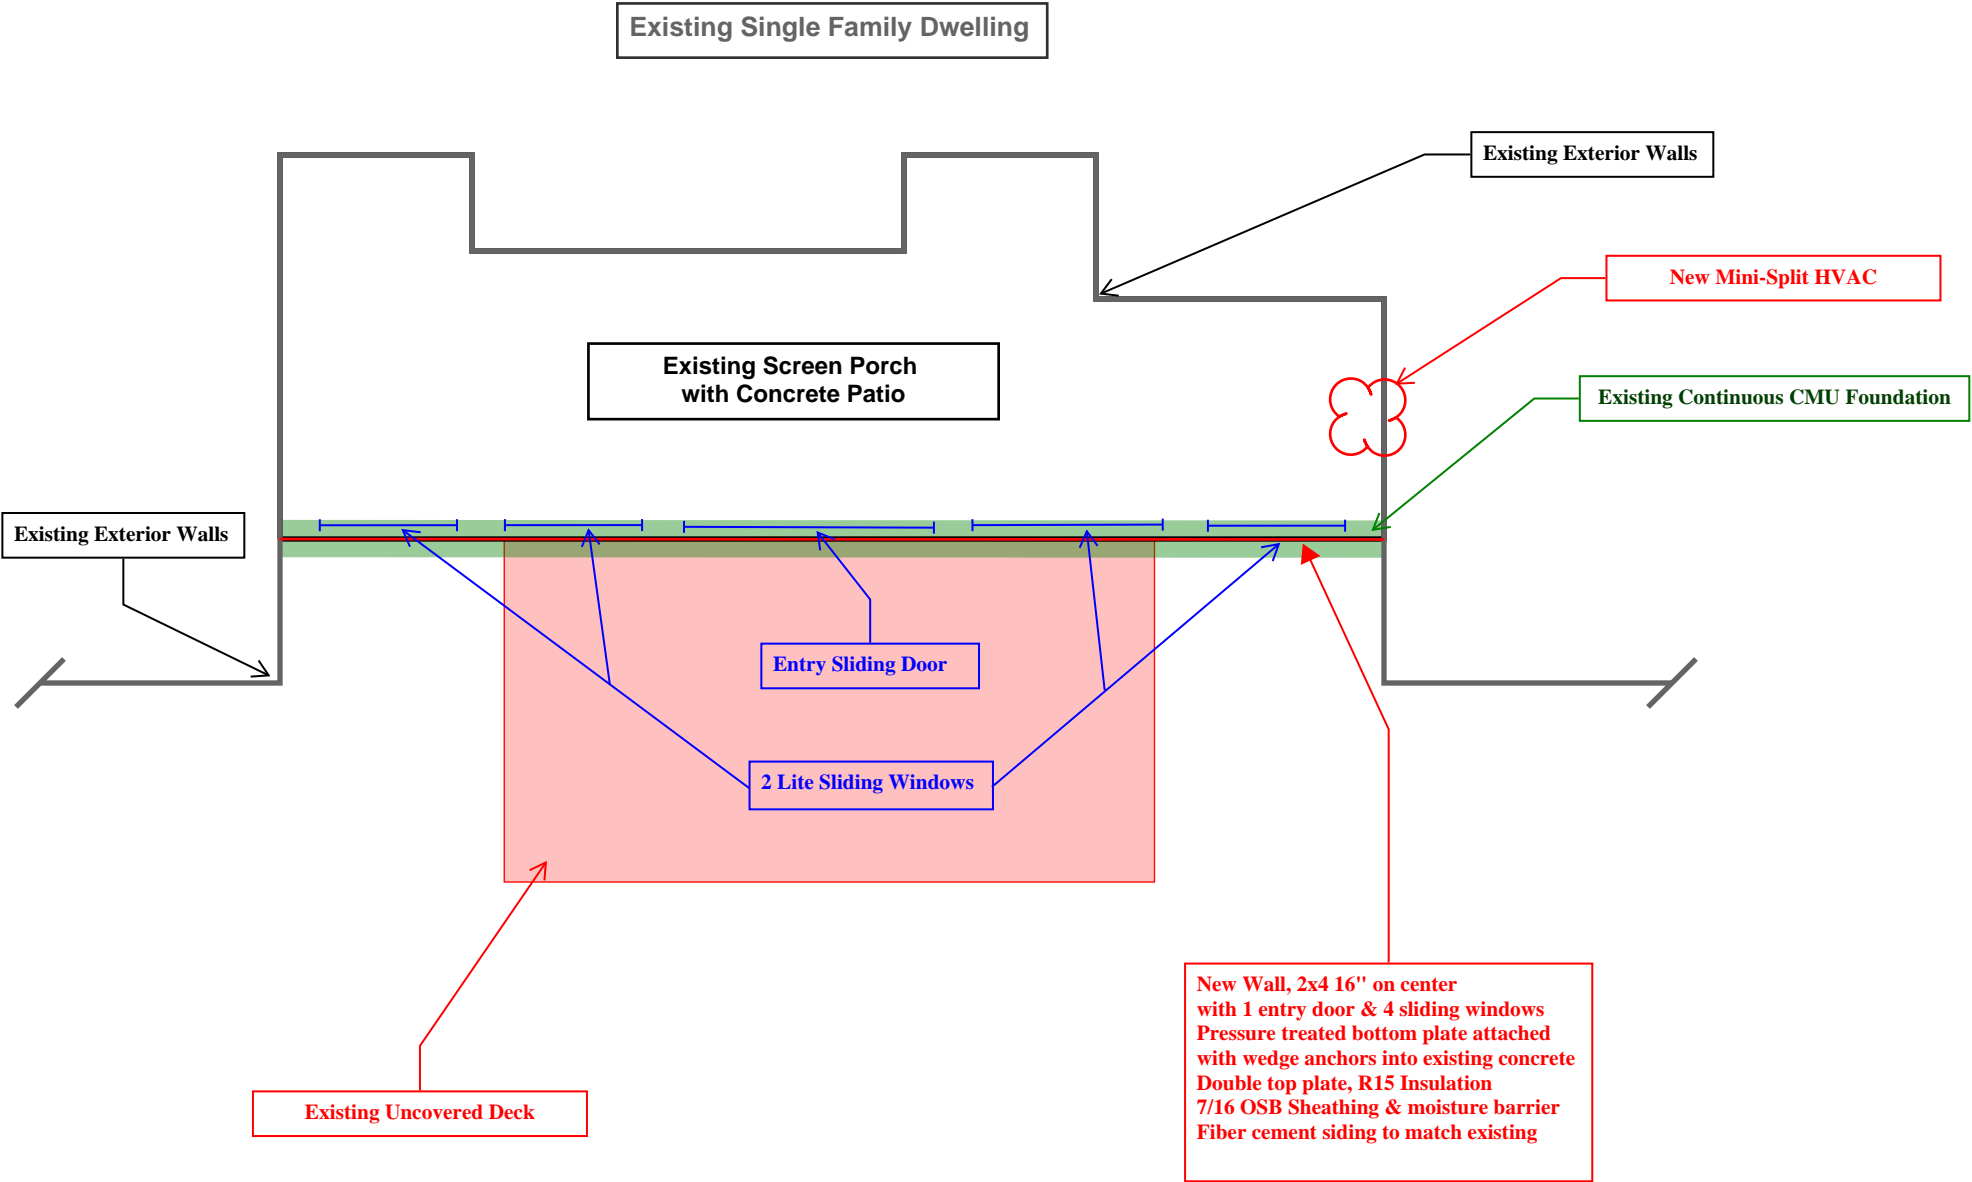 Existing Single Family Dwelling
Existing Exterior Walls
New Mini-Split HVAC
Existing Screen Porch
with Concrete Patio
Existing Continuous CMU Foundation
Existing Exterior Walls
Entry Sliding Door
2 Lite Sliding Windows
New Wall, 2x4 16" on center
with 1 entry door & 4 sliding windows
Pressure treated bottom plate attached
with wedge anchors into existing concrete
Double top plate, R15 Insulation
7/16 OSB Sheathing & moisture barrier
Fiber cement siding to match existing
Existing Uncovered Deck